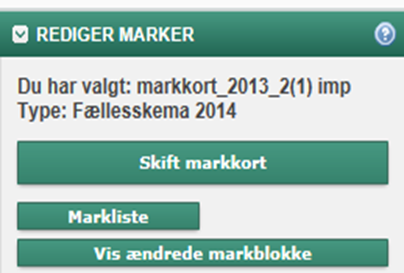 REDIGER MARKER
Du har valgt: markkort_2013_2(1) imp
Type: Fællesskema 2014
Skift markkort
Markliste
Vis ændrede markblokke